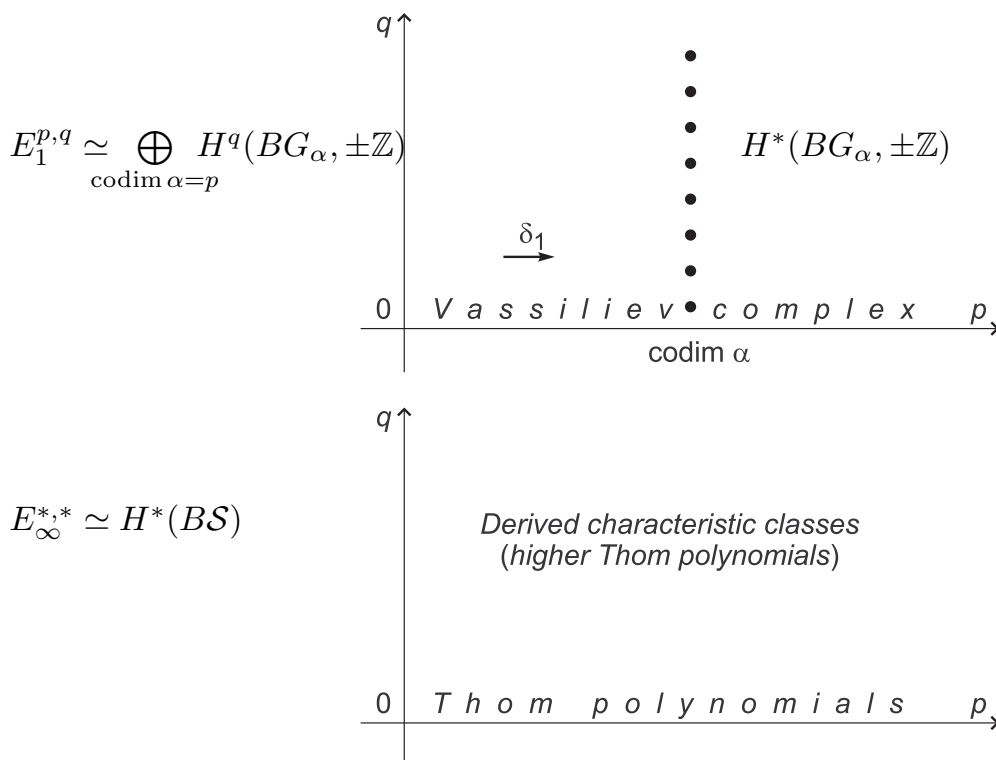 q
E_1^{p,q} ≃ ⊕_{codim α=p} H^q(BG_α, ±ℤ)
H^*(BG_α, ±ℤ)
δ_1
0 Vassiliev complex p
codim α
q
E_∞^{*,*} ≃ H^*(B𝒮)
Derived characteristic classes
(higher Thom polynomials)
0 Thom polynomials p